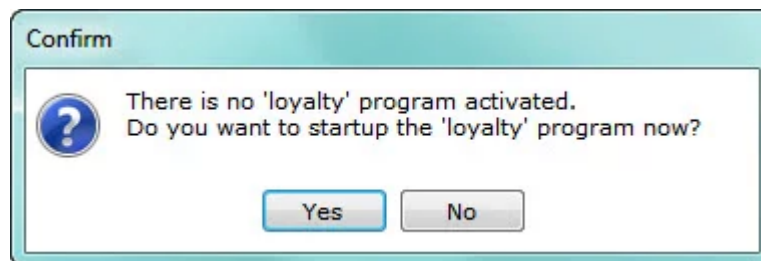 Confirm
There is no 'loyalty' program activated.
Do you want to startup the 'loyalty' program now?
Yes No